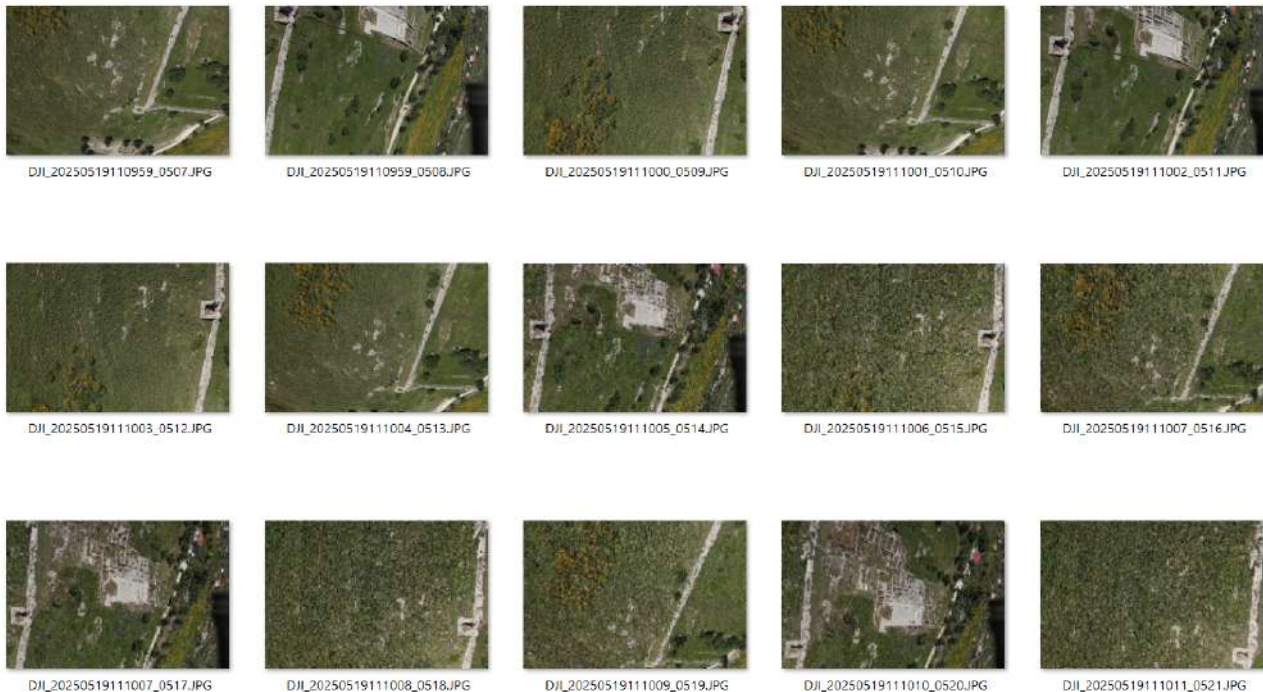 DJI_20250519110959_0507.JPG
DJI_20250519110959_0508.JPG
DJI_20250519111000_0509.JPG
DJI_20250519111001_0510.JPG
DJI_20250519111002_0511.JPG
DJI_20250519111003_0512.JPG
DJI_20250519111004_0513.JPG
DJI_20250519111005_0514.JPG
DJI_20250519111006_0515.JPG
DJI_20250519111007_0516.JPG
DJI_20250519111007_0517.JPG
DJI_20250519111008_0518.JPG
DJI_20250519111009_0519.JPG
DJI_20250519111010_0520.JPG
DJI_20250519111011_0521.JPG